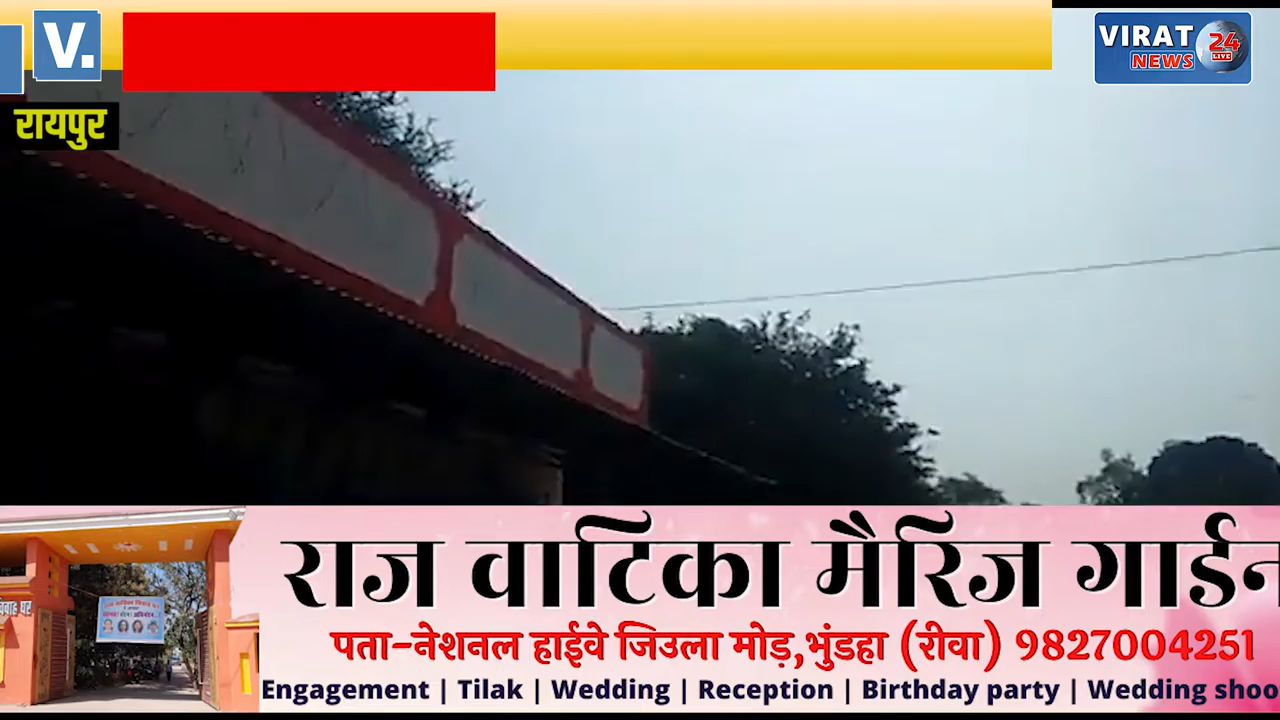 V.
VIRAT
NEWS
24
LIVE
रायपुर
राज वाटिका मैरिज गार्डन
पता-नेशनल हाईवे जिउला मोड़,भुंडहा (रीवा) 9827004251
Engagement | Tilak | Wedding | Reception | Birthday party | Wedding shoo